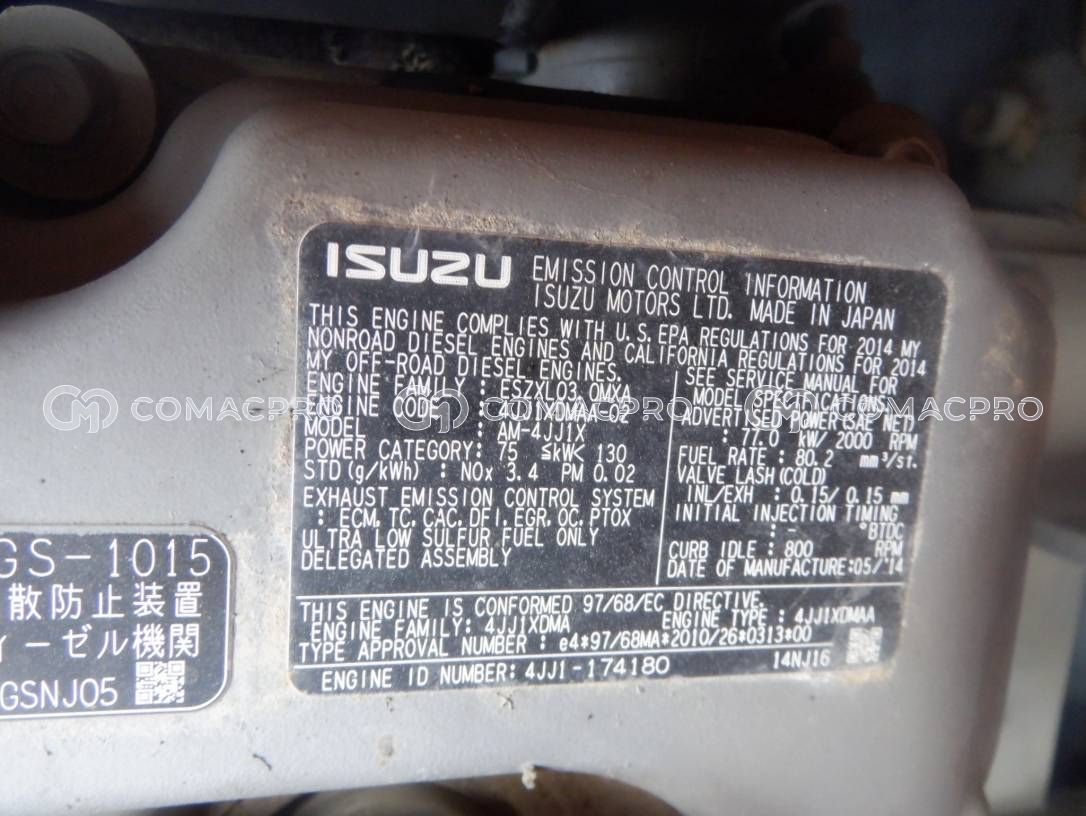 ISUZU EMISSION CONTROL INFORMATION
ISUZU MOTORS LTD. MADE IN JAPAN
THIS ENGINE COMPLIES WITH U.S.EPA REGULATIONS FOR 2014 MY
NONROAD DIESEL ENGINES AND CALIFORNIA REGULATIONS FOR 2014
MY OFF-ROAD DIESEL ENGINES.
ENGINE FAMILY : ESZXL03.0MXA
ENGINE CODE : 4JJ1XDMAA-02
MODEL : AM-4JJ1X
POWER CATEGORY: 75 ≦kW< 130
STD(g/kWh) : NOx 3.4 PM 0.02
EXHAUST EMISSION CONTROL SYSTEM
: ECM, TC, CAC, DFI, EGR, OC, PTOX
ULTRA LOW SULFUR FUEL ONLY
DELEGATED ASSEMBLY
SEE SERVICE MANUAL FOR
MODEL SPECIFICATIONS.
ADVERTISED POWER(SAE NET)
: 77.0 kW/ 2000 RPM
FUEL RATE : 80.2 mm³/st.
VALVE LASH(COLD)
INL/EXH : 0.15/ 0.15 mm
INITIAL INJECTION TIMING
: - °BTDC
CURB IDLE : 800 RPM
DATE OF MANUFACTURE:05/'14
THIS ENGINE IS CONFORMED 97/68/EC DIRECTIVE.
ENGINE FAMILY: 4JJ1XDMA ENGINE TYPE : 4JJ1XDMAA
TYPE APPROVAL NUMBER : e4*97/68MA*2010/26*0313*00
ENGINE ID NUMBER: 4JJ1-174180 14NJ16
GS-1015
散防止装置
ィーゼル機関
GSNJ05
COMACPRO COMACPRO COMACPRO